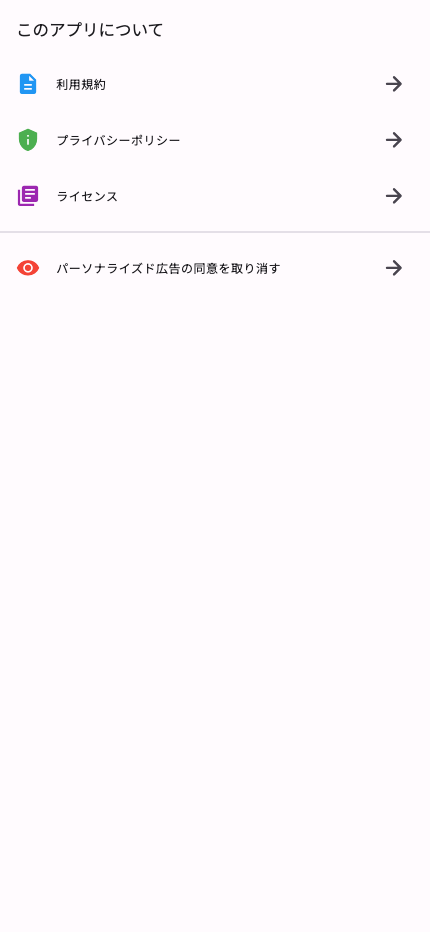 このアプリについて
利用規約
プライバシーポリシー
ライセンス
パーソナライズド広告の同意を取り消す